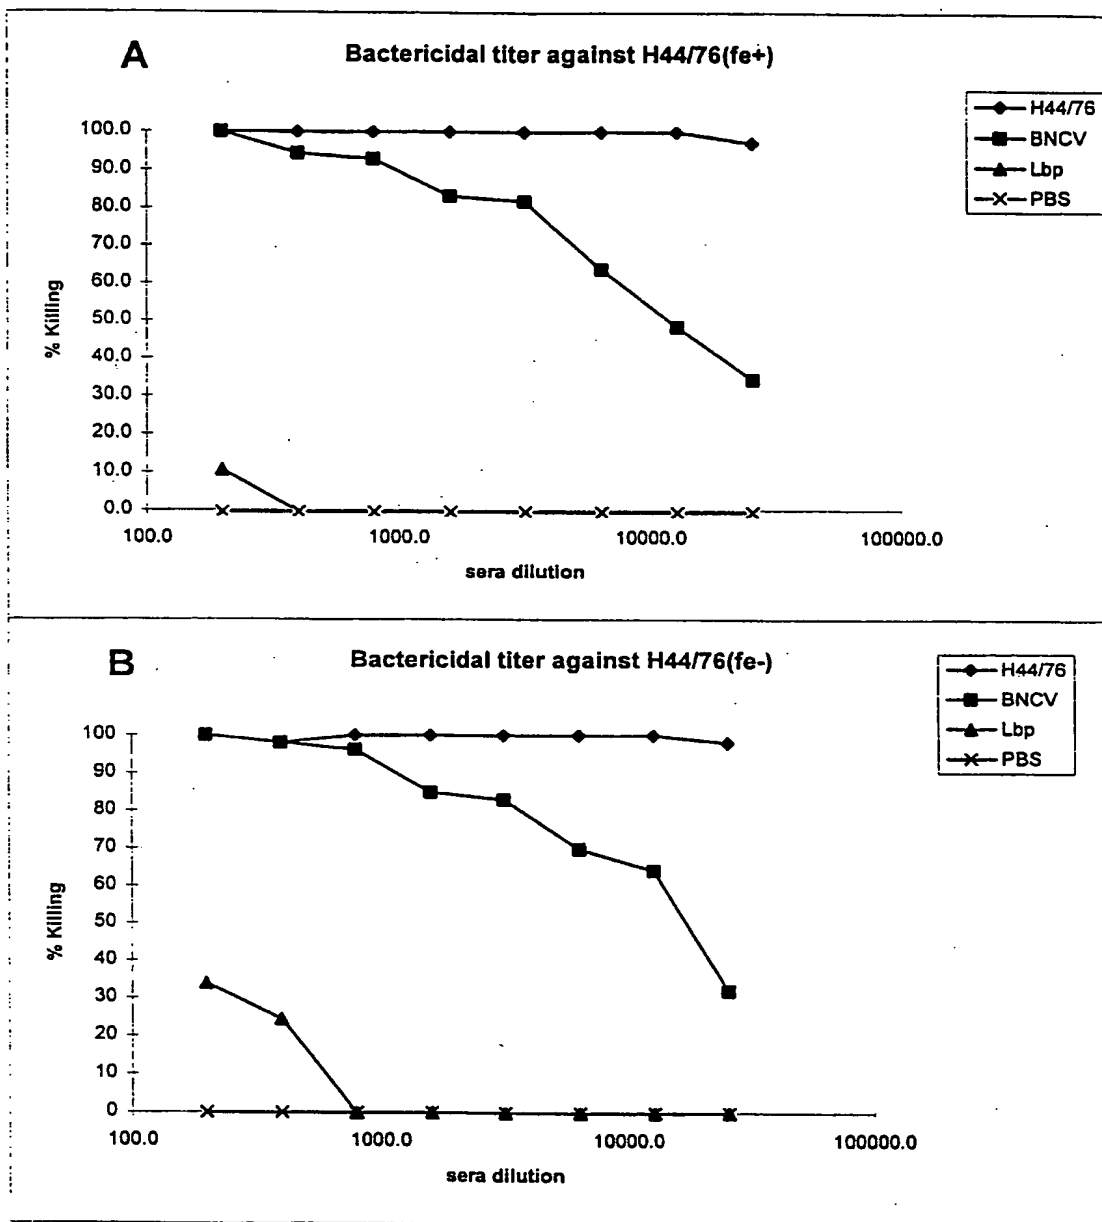 A
Bactericidal titer against H44/76(fe+)
H44/76
BNCV
Lbp
PBS
100.0
90.0
80.0
70.0
60.0
50.0
40.0
30.0
20.0
10.0
0.0
% Killing
100.0 1000.0 10000.0 100000.0
sera dilution
B
Bactericidal titer against H44/76(fe-)
H44/76
BNCV
Lbp
PBS
100
90
80
70
60
50
40
30
20
10
0
% Killing
100.0 1000.0 10000.0 100000.0
sera dilution